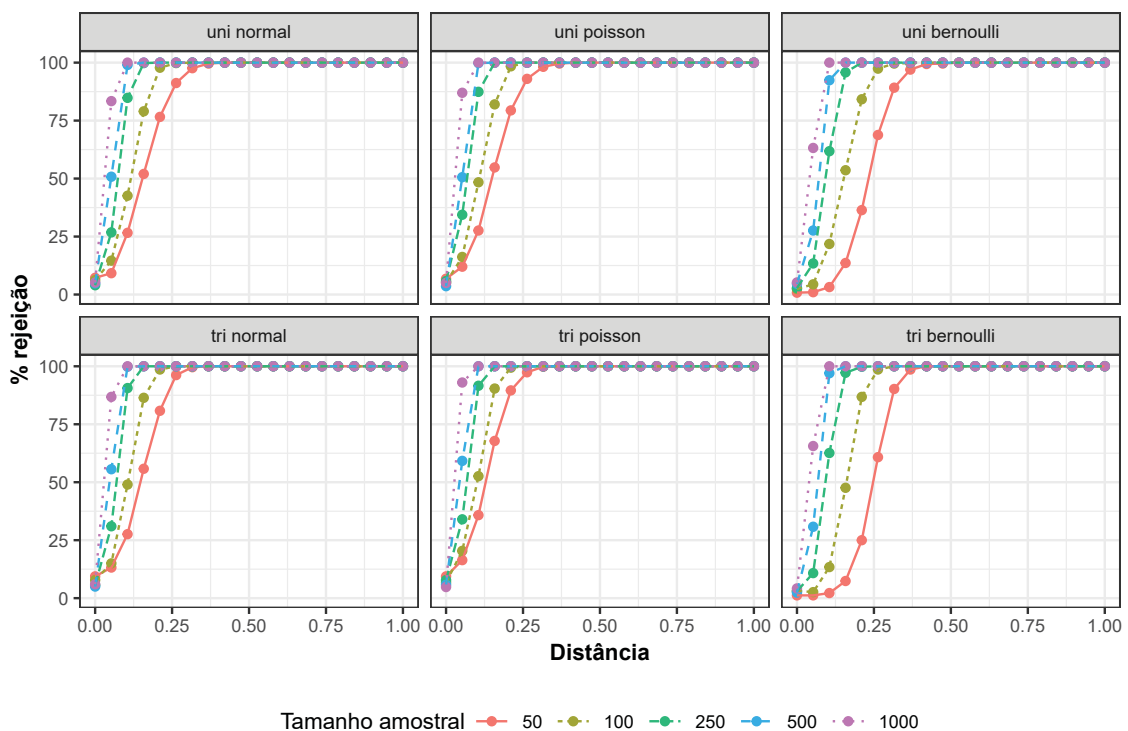 uni normal uni poisson uni bernoulli
100
75
50
25
0
tri normal tri poisson tri bernoulli
100
75
50
25
0
% rejeição
0.00 0.25 0.50 0.75 1.00 0.00 0.25 0.50 0.75 1.00 0.00 0.25 0.50 0.75 1.00
Distância
Tamanho amostral 50 100 250 500 1000